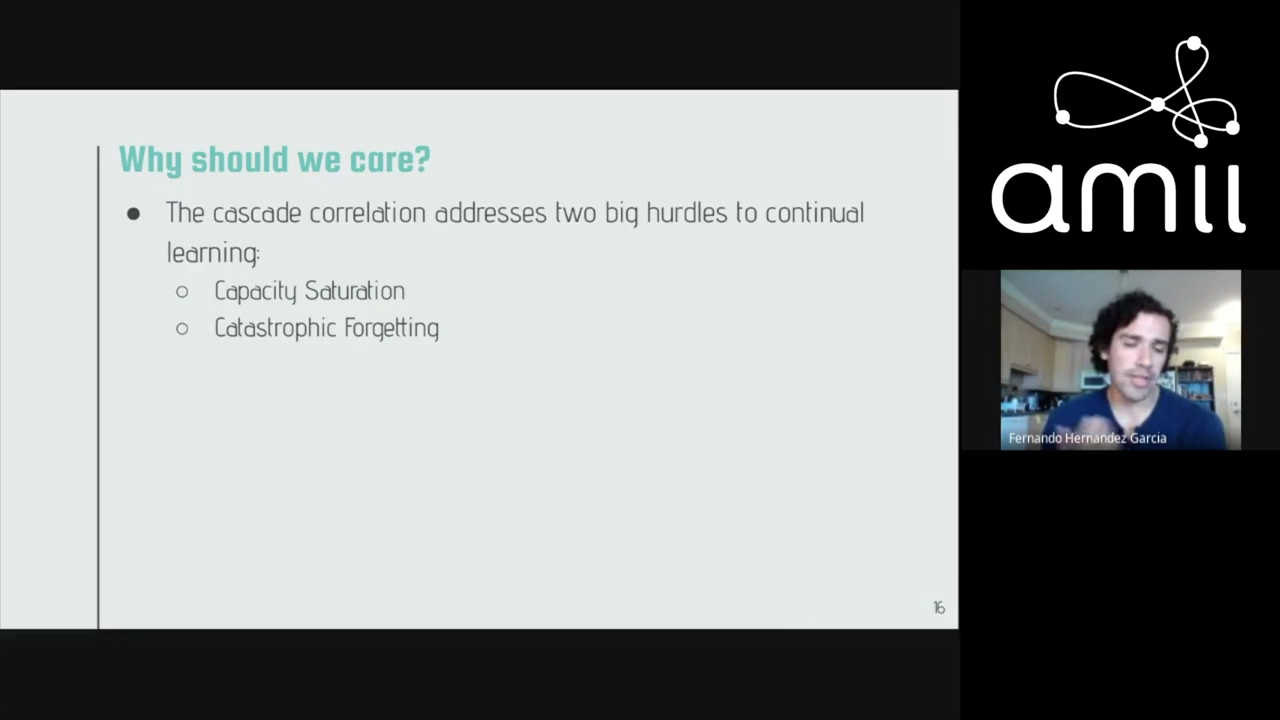 Why should we care?
● The cascade correlation addresses two big hurdles to continual
learning:
○ Capacity Saturation
○ Catastrophic Forgetting
16
amii
Fernando Hernandez Garcia